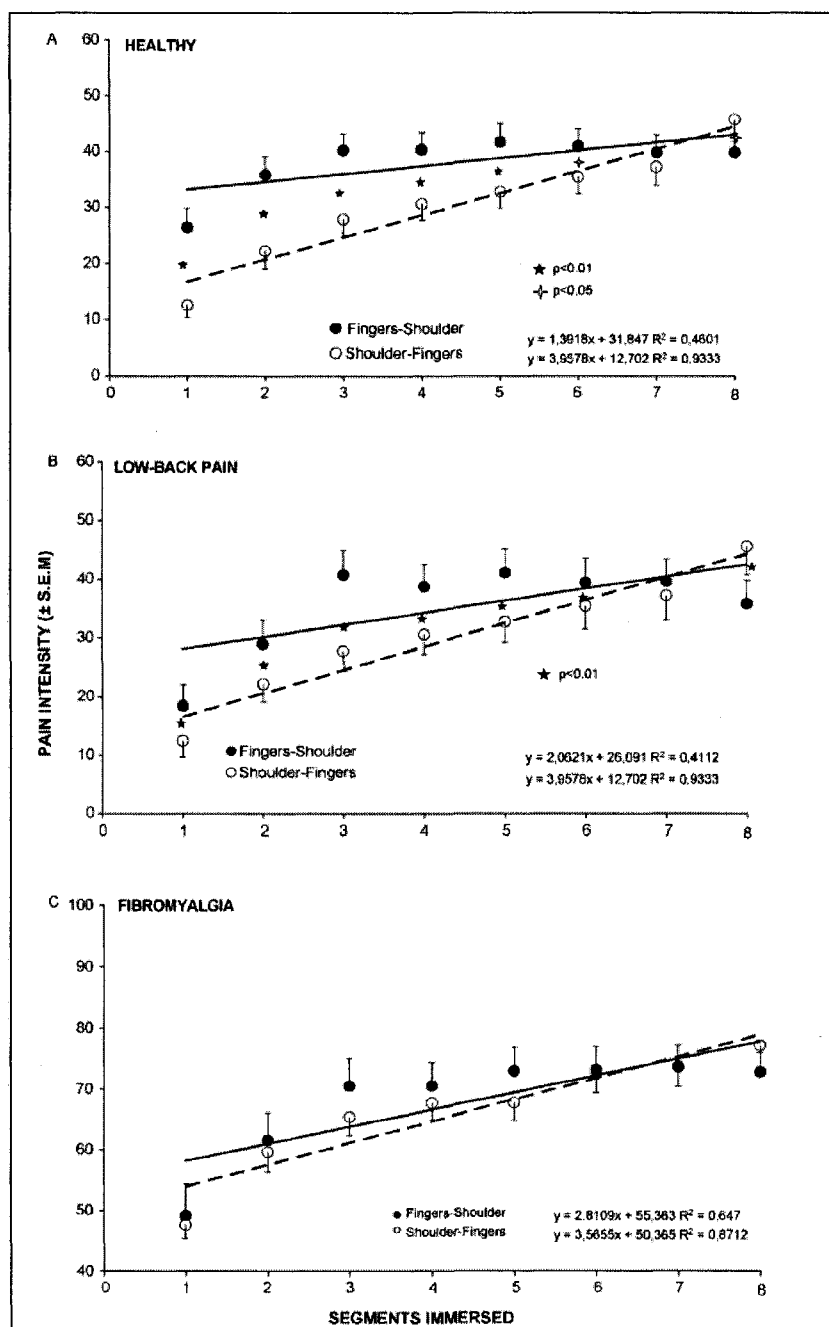 A HEALTHY
60
50
40
30
20
10
0
★ p<0.01
✧ p<0,05
● Fingers-Shoulder
○ Shoulder-Fingers
y = 1,3918x + 31,847 R² = 0,4601
y = 3,9578x + 12,702 R² = 0,9333
0 1 2 3 4 5 6 7 8
B LOW-BACK PAIN
60
50
40
30
20
10
0
PAIN INTENSITY (± S.E.M)
★ p<0.01
● Fingers-Shoulder
○ Shoulder-Fingers
y = 2,0621x + 26,091 R² = 0,4112
y = 3,9578x + 12,702 R² = 0,9333
0 1 2 3 4 5 6 7 8
C FIBROMYALGIA
100
90
80
70
60
50
40
● Fingers-Shoulder
○ Shoulder-Fingers
y = 2.8109x + 55,363 R² = 0,647
y = 3,5655x + 50,365 R² = 0,8712
0 1 2 3 4 5 6 7 8
SEGMENTS IMMERSED